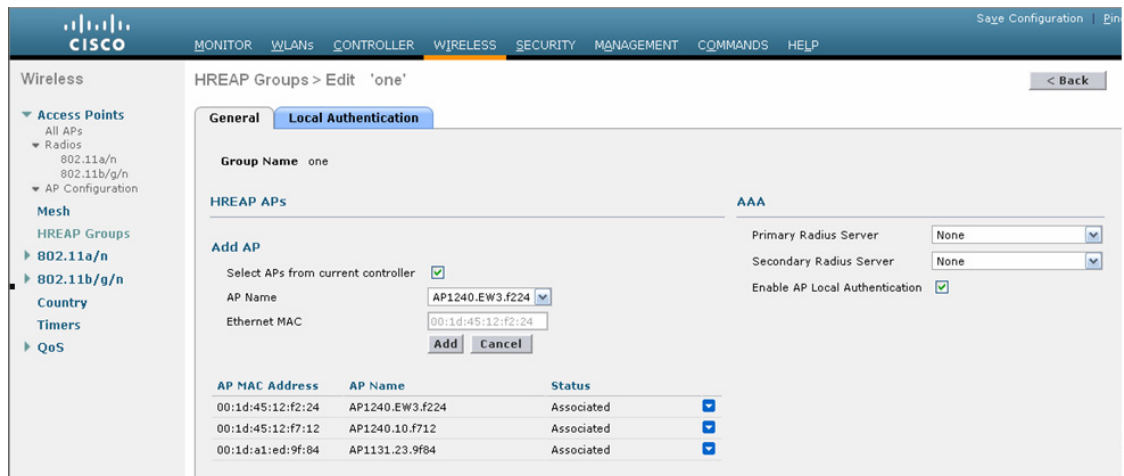 Save Configuration | Pin
CISCO
MONITOR WLANs CONTROLLER WIRELESS SECURITY MANAGEMENT COMMANDS HELP
Wireless
Access Points
All APs
Radios
802.11a/n
802.11b/g/n
AP Configuration
Mesh
HREAP Groups
802.11a/n
802.11b/g/n
Country
Timers
QoS
HREAP Groups > Edit 'one'
< Back
General Local Authentication
Group Name one
HREAP APs
Add AP
Select APs from current controller
AP Name AP1240.EW3.f224
Ethernet MAC 00:1d:45:12:f2:24
Add Cancel
AP MAC Address AP Name Status
00:1d:45:12:f2:24 AP1240.EW3.f224 Associated
00:1d:45:12:f7:12 AP1240.10.f712 Associated
00:1d:a1:ed:9f:84 AP1131.23.9f84 Associated
AAA
Primary Radius Server None
Secondary Radius Server None
Enable AP Local Authentication